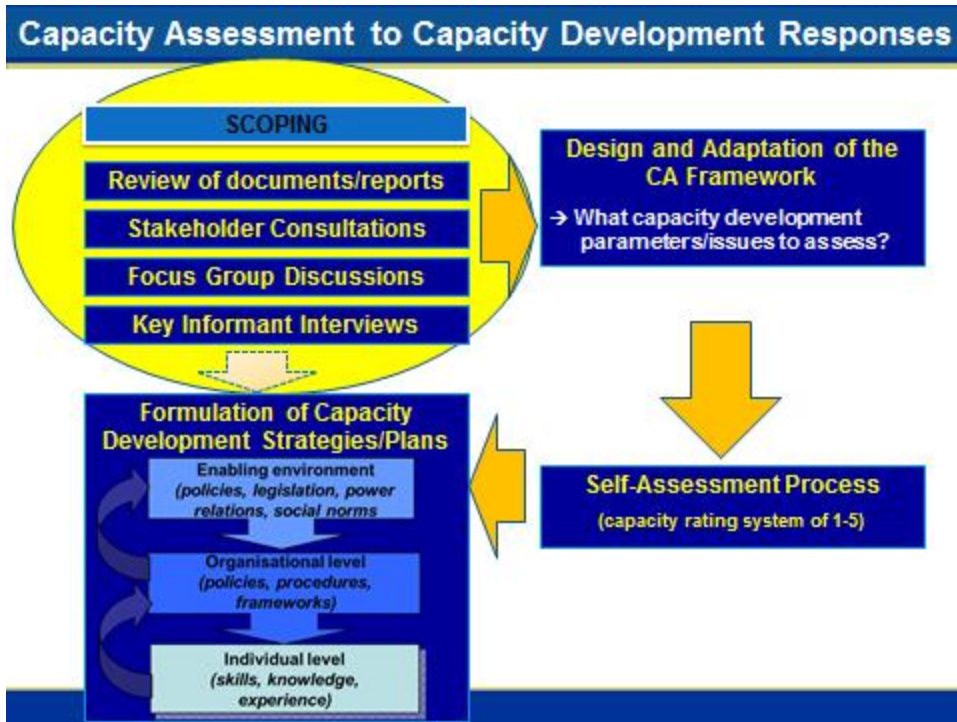 Capacity Assessment to Capacity Development Responses
SCOPING
Review of documents/reports
Stakeholder Consultations
Focus Group Discussions
Key Informant Interviews
Design and Adaptation of the
CA Framework
→ What capacity development
parameters/issues to assess?
Self-Assessment Process
(capacity rating system of 1-5)
Formulation of Capacity
Development Strategies/Plans
Enabling environment
(policies, legislation, power
relations, social norms
Organisational level
(policies, procedures,
frameworks)
Individual level
(skills, knowledge,
experience)